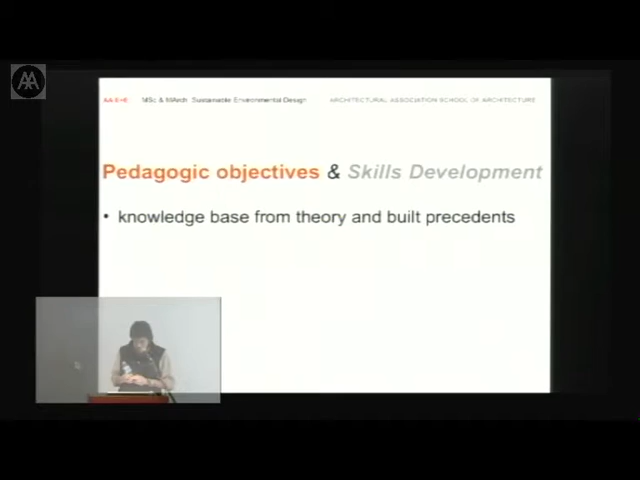 AA
AA E+E MSc & MArch Sustainable Environmental Design ARCHITECTURAL ASSOCIATION SCHOOL OF ARCHITECTURE
Pedagogic objectives & Skills Development
• knowledge base from theory and built precedents